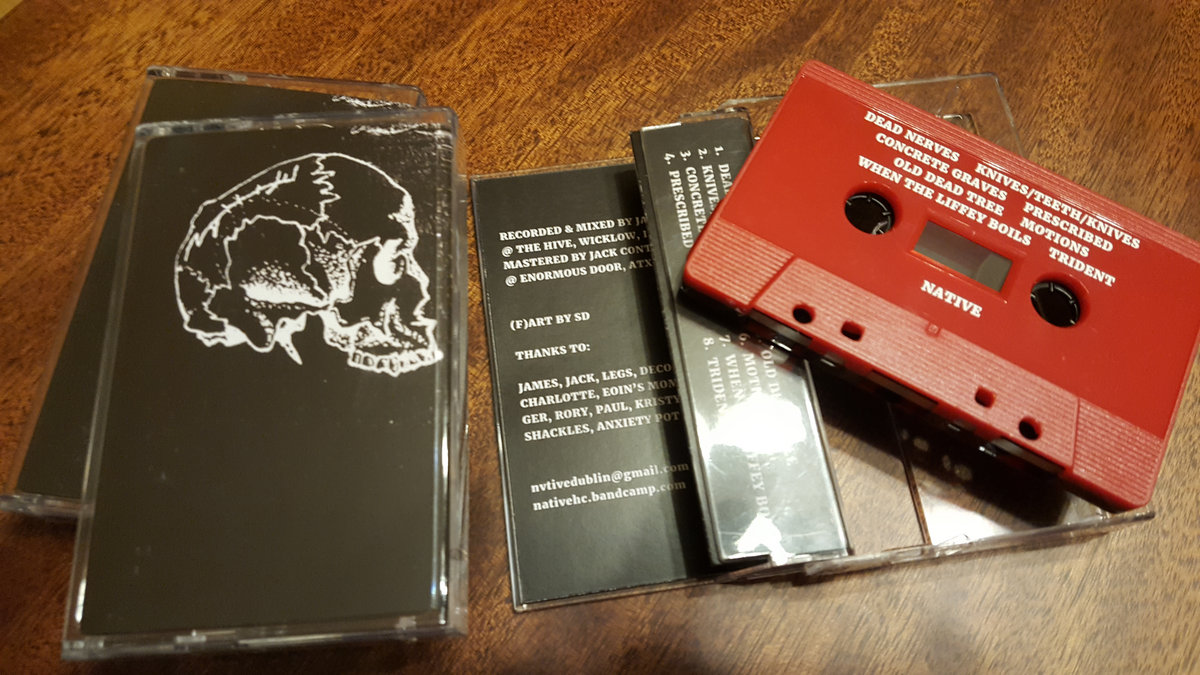 RECORDED & MIXED BY
@ THE HIVE, WICKLOW,
MASTERED BY JACK
@ ENORMOUS DOOR,
(F)ART BY SD
THANKS TO:
JAMES, JACK, LEGS,
CHARLOTTE, EOIN'S
GER, RORY, PAUL,
SHACKLES, ANXIETY
nvtivedublin@gmail.com
nativehc.bandcamp.com
1.
2.
3.
4. PRESCRIBED
7. WHEN
8.
DEAD NERVES KNIVES/TEETH/KNIVES
CONCRETE GRAVES PRESCRIBED
OLD DEAD TREE MOTIONS
WHEN THE LIFFEY BOILS TRIDENT
NATIVE